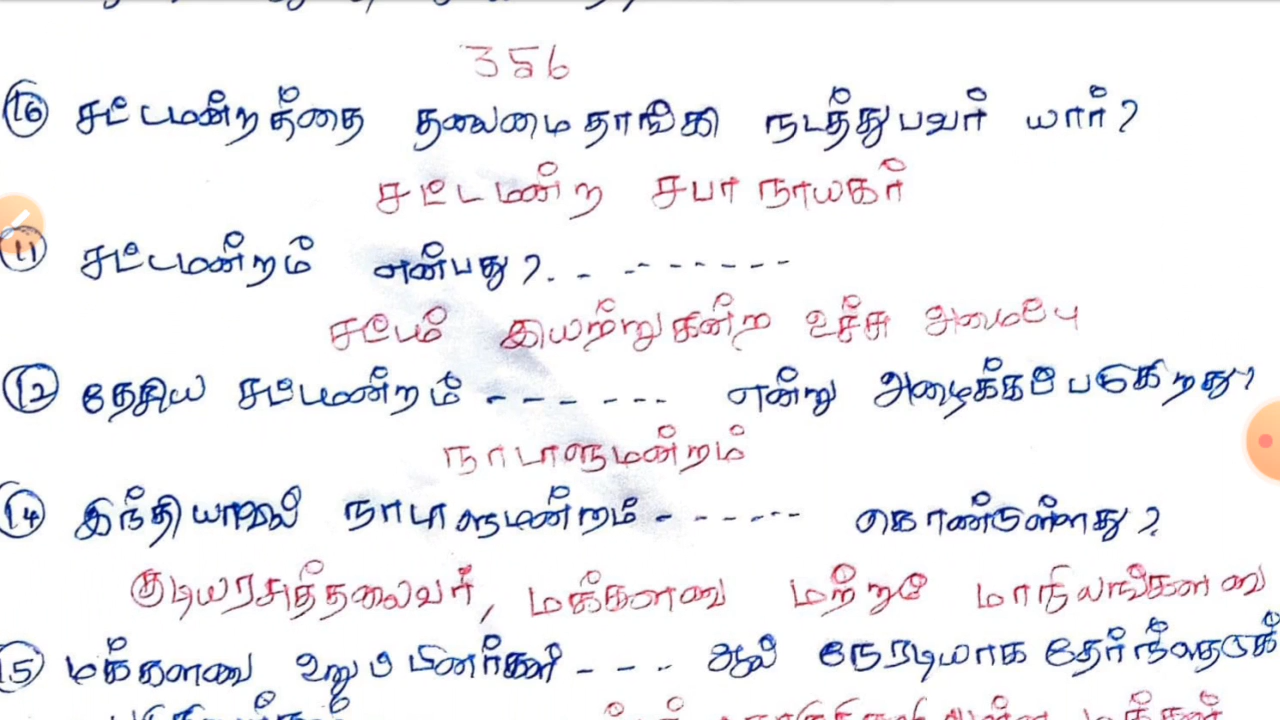 356
(10) சட்டமன்றத்தை தலைமைதாங்கி நடத்துபவர் யார்?
சட்டமன்ற சபாநாயகர்
(11) சட்டமன்றம் என்பது?. - -------
சட்டம் இயற்றுகின்ற உச்ச அமைப்பு
(12) தேசிய சட்டமன்றம் ------ என்று அழைக்கப்படுகிறது?
நாடாளுமன்றம்
(14) இந்தியாவில் நாடாளுமன்றம் ------- கொண்டுள்ளது?
குடியரசுத்தலைவர், மக்களவை மற்றும் மாநிலங்களவை
(5) மக்களவை உறுப்பினர்கள் - - - ஆல் நேரடியாக தேர்ந்தெடுக்